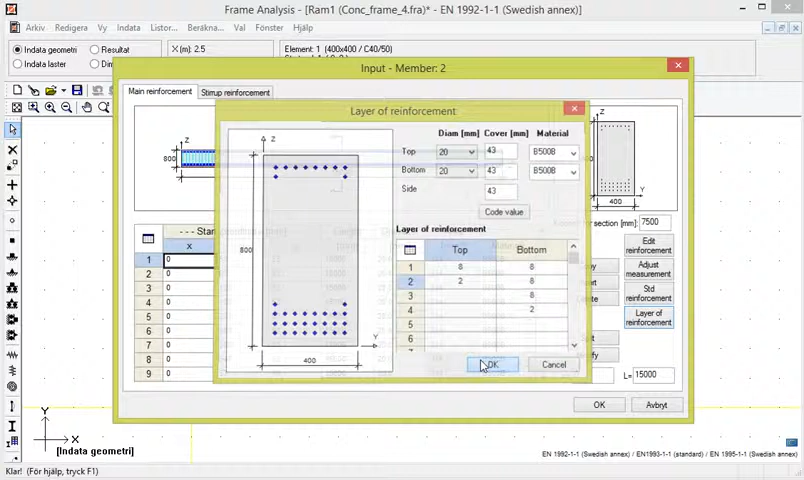 Frame Analysis - [Ram1 (Conc_frame_4.fra)* - EN 1992-1-1 (Swedish annex)]
Arkiv Redigera Vy Indata Listor... Beräkna... Val Fönster Hjälp
Indata geometri Resultat
Indata laster
X (m): 2.5
Element: 1 (400x400 / C40/50)
Input - Member: 2
Main reinforcement Stirrup reinforcement
Layer of reinforcement
Z
800
Z
800
Y
400
Diam [mm] Cover [mm] Material
Top 20 43 B500B
Bottom 20 43 B500B
Side 43
Code value
Layer of reinforcement
Top Bottom
1 8 8
2 2 8
3 8
4 2
5
6
7
OK Cancel
Y
400
section [mm]: 7500
Edit reinforcement
Adjust measurement
Std reinforcement
Layer of reinforcement
L= 15000
x
1 0
2 0
3 0
4 0
5 0
6 0
7 0
8 0
9 0
OK Avbryt
Y
X
[Indata geometri]
EN 1992-1-1 (Swedish annex) / EN1993-1-1 (standard) / EN 1995-1-1 (Swedish annex)
Klar! (För hjälp, tryck F1)